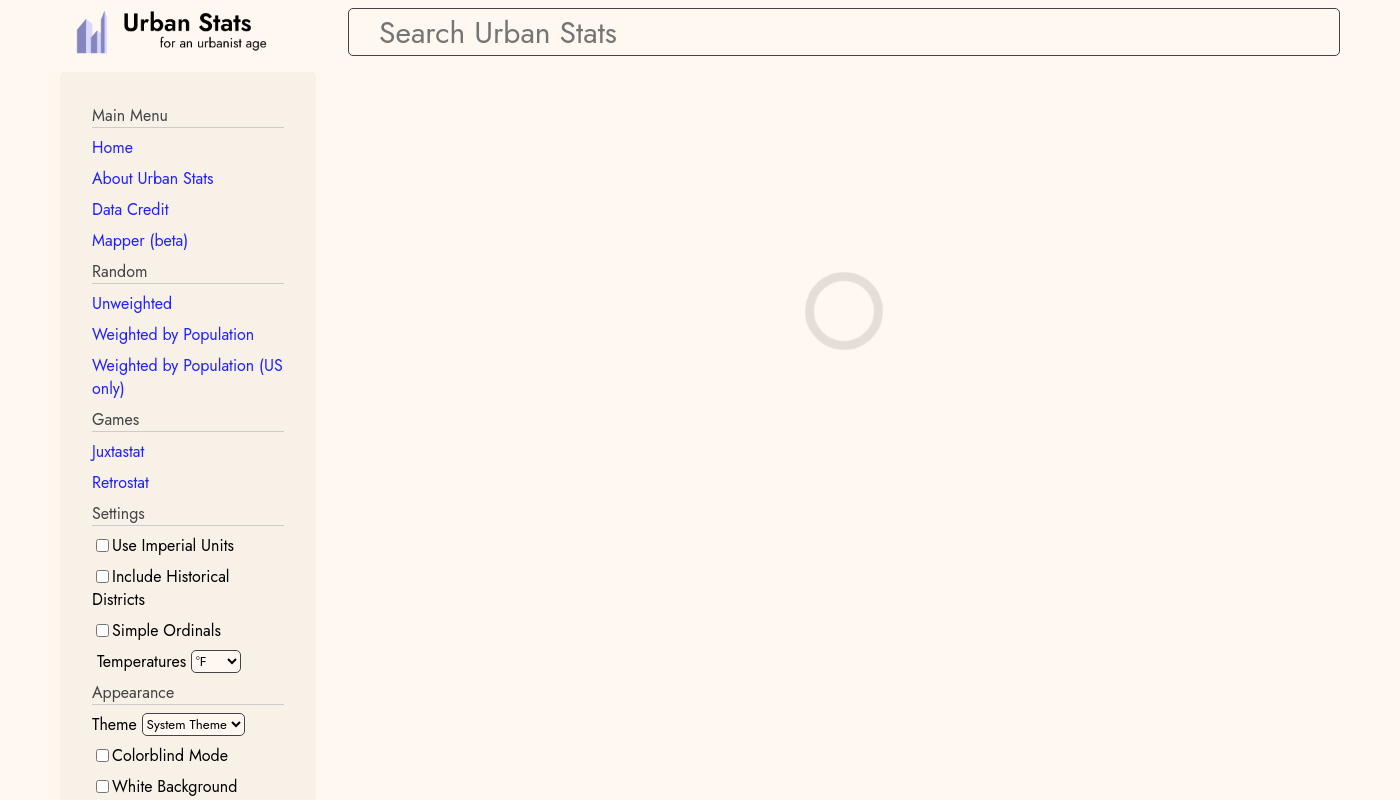 Urban Stats
for an urbanist age
Search Urban Stats
Main Menu
Home
About Urban Stats
Data Credit
Mapper (beta)
Random
Unweighted
Weighted by Population
Weighted by Population (US
only)
Games
Juxtastat
Retrostat
Settings
Use Imperial Units
Include Historical
Districts
Simple Ordinals
Temperatures °F
Appearance
Theme System Theme
Colorblind Mode
White Background